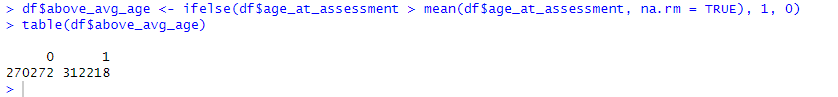 > df$above_avg_age <- ifelse(df$age_at_assessment > mean(df$age_at_assessment, na.rm = TRUE), 1, 0)
> table(df$above_avg_age)
0 1
270272 312218
>